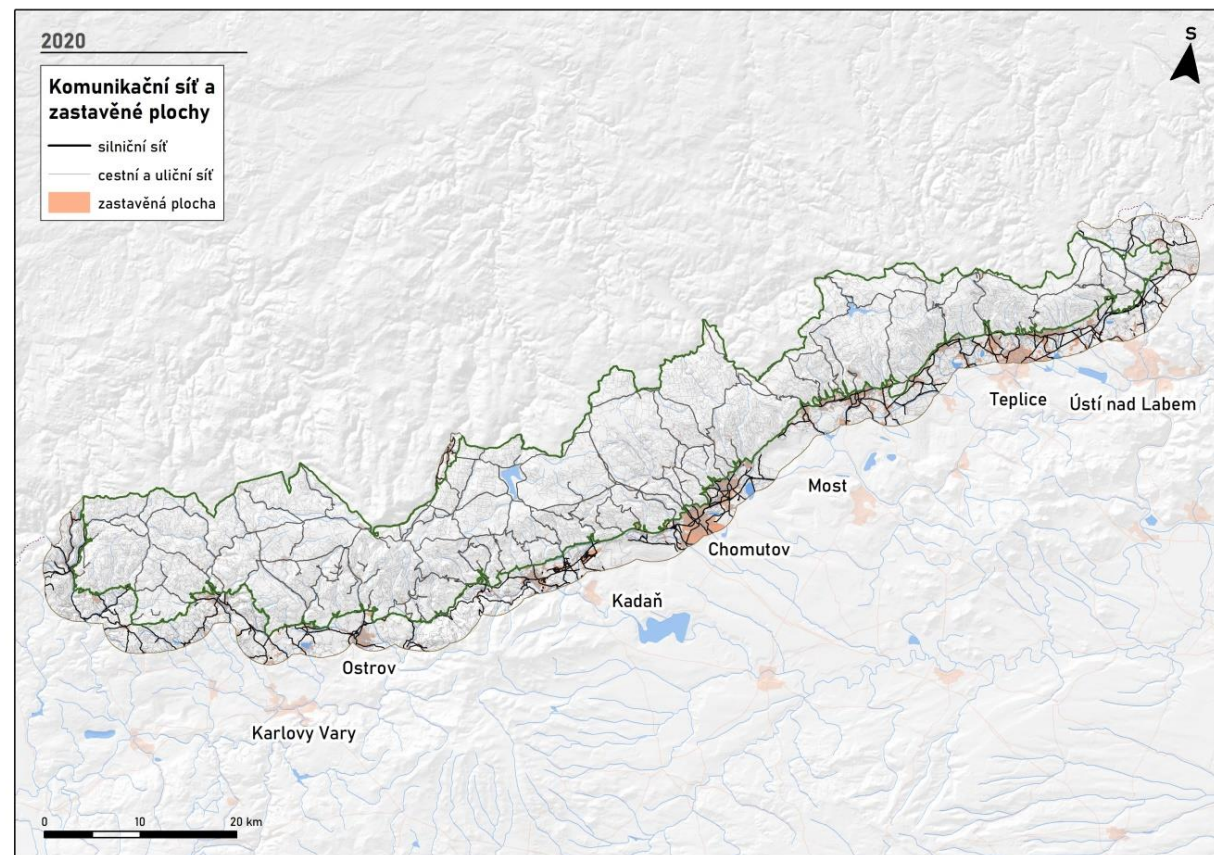 2020
S
Komunikační síť a
zastavěné plochy
silniční síť
cestní a uliční síť
zastavěná plocha
Teplice
Ústí nad Labem
Most
Chomutov
Kadaň
Ostrov
Karlovy Vary
0 10 20 km